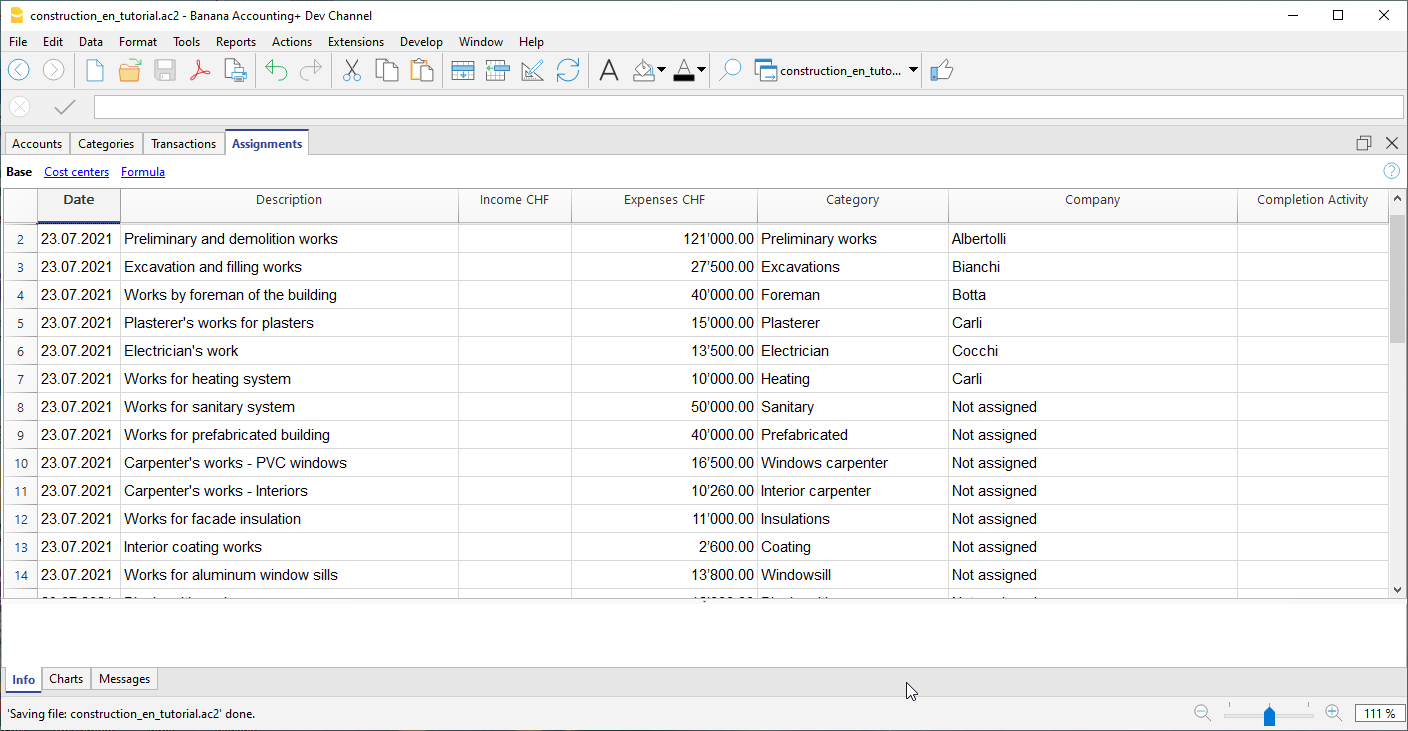 construction_en_tutorial.ac2 - Banana Accounting+ Dev Channel
File Edit Data Format Tools Reports Actions Extensions Develop Window Help
construction_en_tuto...
Accounts Categories Transactions Assignments
Base Cost centers Formula
Date Description Income CHF Expenses CHF Category Company Completion Activity
2 23.07.2021 Preliminary and demolition works 121'000.00 Preliminary works Albertolli
3 23.07.2021 Excavation and filling works 27'500.00 Excavations Bianchi
4 23.07.2021 Works by foreman of the building 40'000.00 Foreman Botta
5 23.07.2021 Plasterer's works for plasters 15'000.00 Plasterer Carli
6 23.07.2021 Electrician's work 13'500.00 Electrician Cocchi
7 23.07.2021 Works for heating system 10'000.00 Heating Carli
8 23.07.2021 Works for sanitary system 50'000.00 Sanitary Not assigned
9 23.07.2021 Works for prefabricated building 40'000.00 Prefabricated Not assigned
10 23.07.2021 Carpenter's works - PVC windows 16'500.00 Windows carpenter Not assigned
11 23.07.2021 Carpenter's works - Interiors 10'260.00 Interior carpenter Not assigned
12 23.07.2021 Works for facade insulation 11'000.00 Insulations Not assigned
13 23.07.2021 Interior coating works 2'600.00 Coating Not assigned
14 23.07.2021 Works for aluminum window sills 13'800.00 Windowsill Not assigned
Info Charts Messages
'Saving file: construction_en_tutorial.ac2' done.
111 %